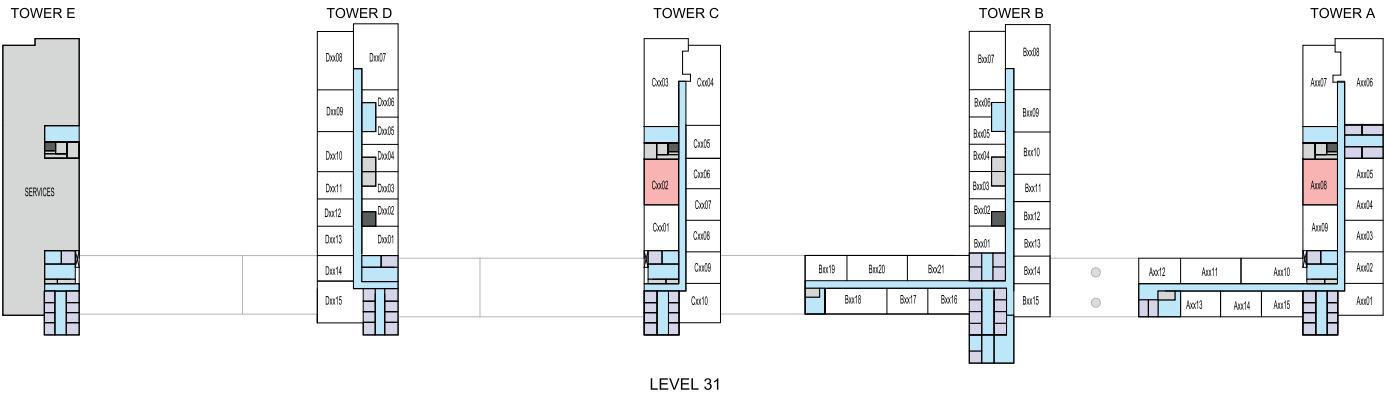 TOWER E
TOWER D
TOWER C
TOWER B
TOWER A
SERVICES
Dxx08
Dxx07
Dxx09
Dxx06
Dxx05
Dxx10
Dxx04
Dxx11
Dxx03
Dxx12
Dxx02
Dxx13
Dxx01
Dxx14
Dxx15
Cxx03
Cxx04
Cxx05
Cxx02
Cxx06
Cxx07
Cxx01
Cxx08
Cxx09
Cxx10
Bxx07
Bxx08
Bxx06
Bxx09
Bxx05
Bxx04
Bxx10
Bxx03
Bxx11
Bxx02
Bxx12
Bxx01
Bxx13
Bxx19
Bxx20
Bxx21
Bxx14
Bxx18
Bxx17
Bxx16
Bxx15
Axx07
Axx06
Axx08
Axx05
Axx04
Axx09
Axx03
Axx12
Axx11
Axx10
Axx02
Axx13
Axx14
Axx15
Axx01
LEVEL 31